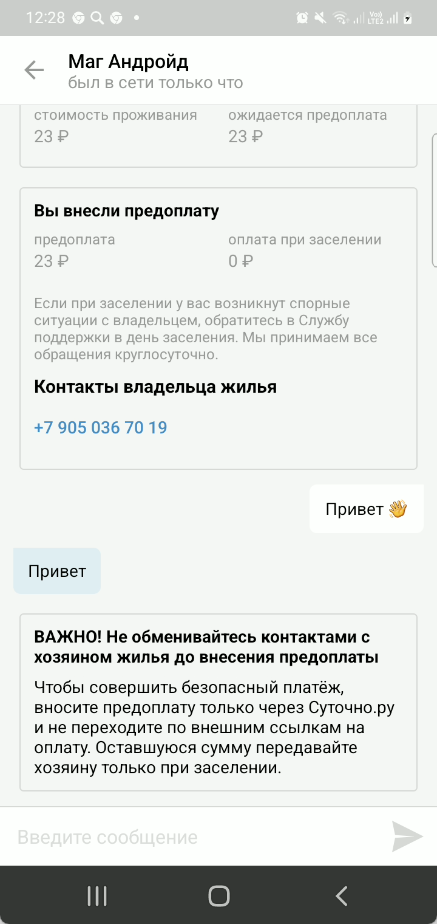 12:28
Vo) LTE2
Маг Андройд
был в сети только что
стоимость проживания ожидается предоплата
23 ₽ 23 ₽
Вы внесли предоплату
предоплата оплата при заселении
23 ₽ 0 ₽
Если при заселении у вас возникнут спорные
ситуации с владельцем, обратитесь в Службу
поддержки в день заселения. Мы принимаем все
обращения круглосуточно.
Контакты владельца жилья
+7 905 036 70 19
Привет 👋
Привет
ВАЖНО! Не обменивайтесь контактами с
хозяином жилья до внесения предоплаты
Чтобы совершить безопасный платёж,
вносите предоплату только через Суточно.ру
и не переходите по внешним ссылкам на
оплату. Оставшуюся сумму передавайте
хозяину только при заселении.
Введите сообщение